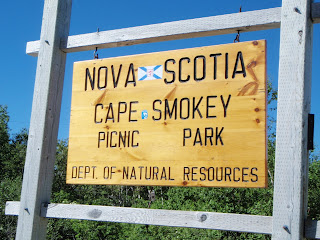 NOVA SCOTIA
CAPE SMOKEY
PICNIC PARK
DEPT. OF NATURAL RESOURCES